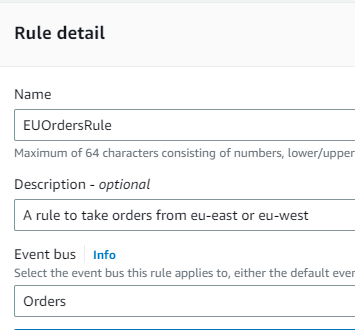 Rule detail
Name
EUOrdersRule
Maximum of 64 characters consisting of numbers, lower/upper
Description - optional
A rule to take orders from eu-east or eu-west
Event bus Info
Select the event bus this rule applies to, either the default
Orders